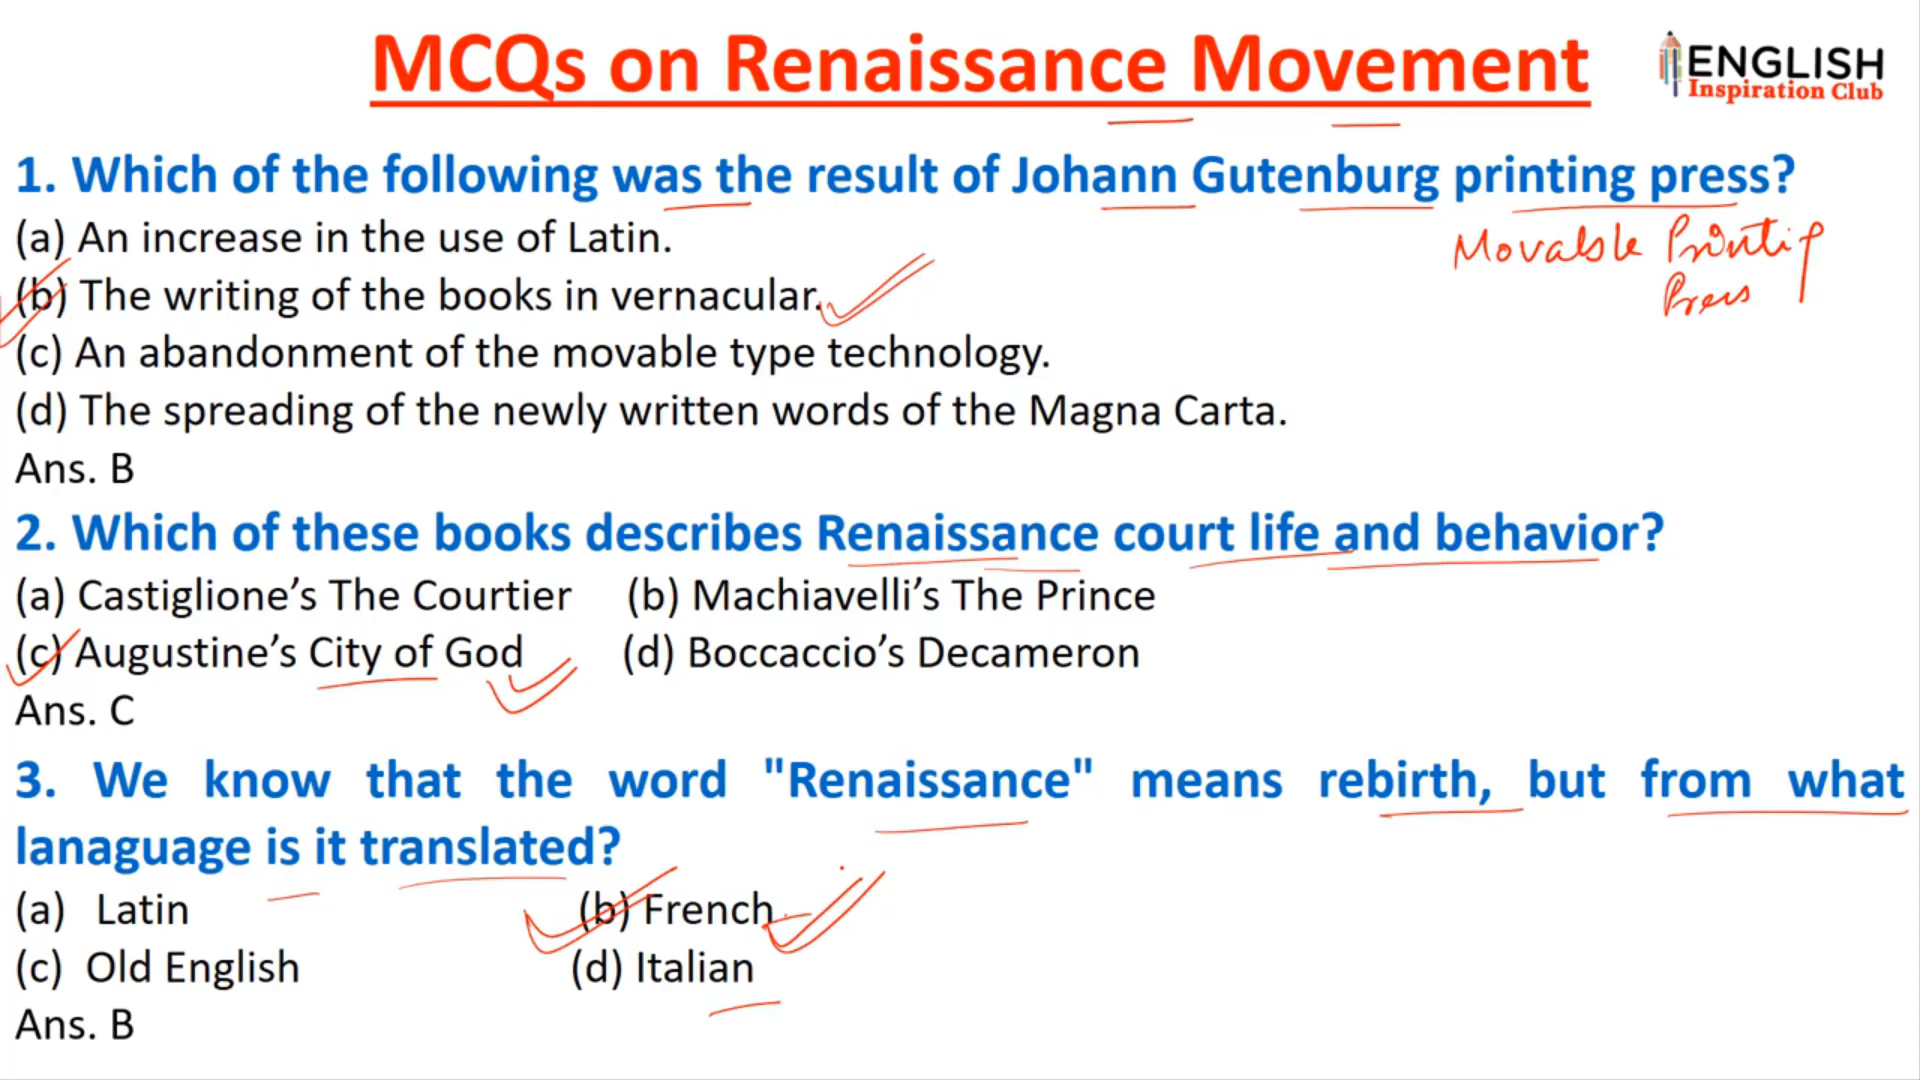 MCQs on Renaissance Movement
ENGLISH
Inspiration Club
1. Which of the following was the result of Johann Gutenburg printing press?
(a) An increase in the use of Latin.
Movable Printing
(b) The writing of the books in vernacular.
Press
(c) An abandonment of the movable type technology.
(d) The spreading of the newly written words of the Magna Carta.
Ans. B
2. Which of these books describes Renaissance court life and behavior?
(a) Castiglione’s The Courtier (b) Machiavelli’s The Prince
(c) Augustine’s City of God (d) Boccaccio’s Decameron
Ans. C
3. We know that the word "Renaissance" means rebirth, but from what
lanaguage is it translated?
(a) Latin (b) French
(c) Old English (d) Italian
Ans. B